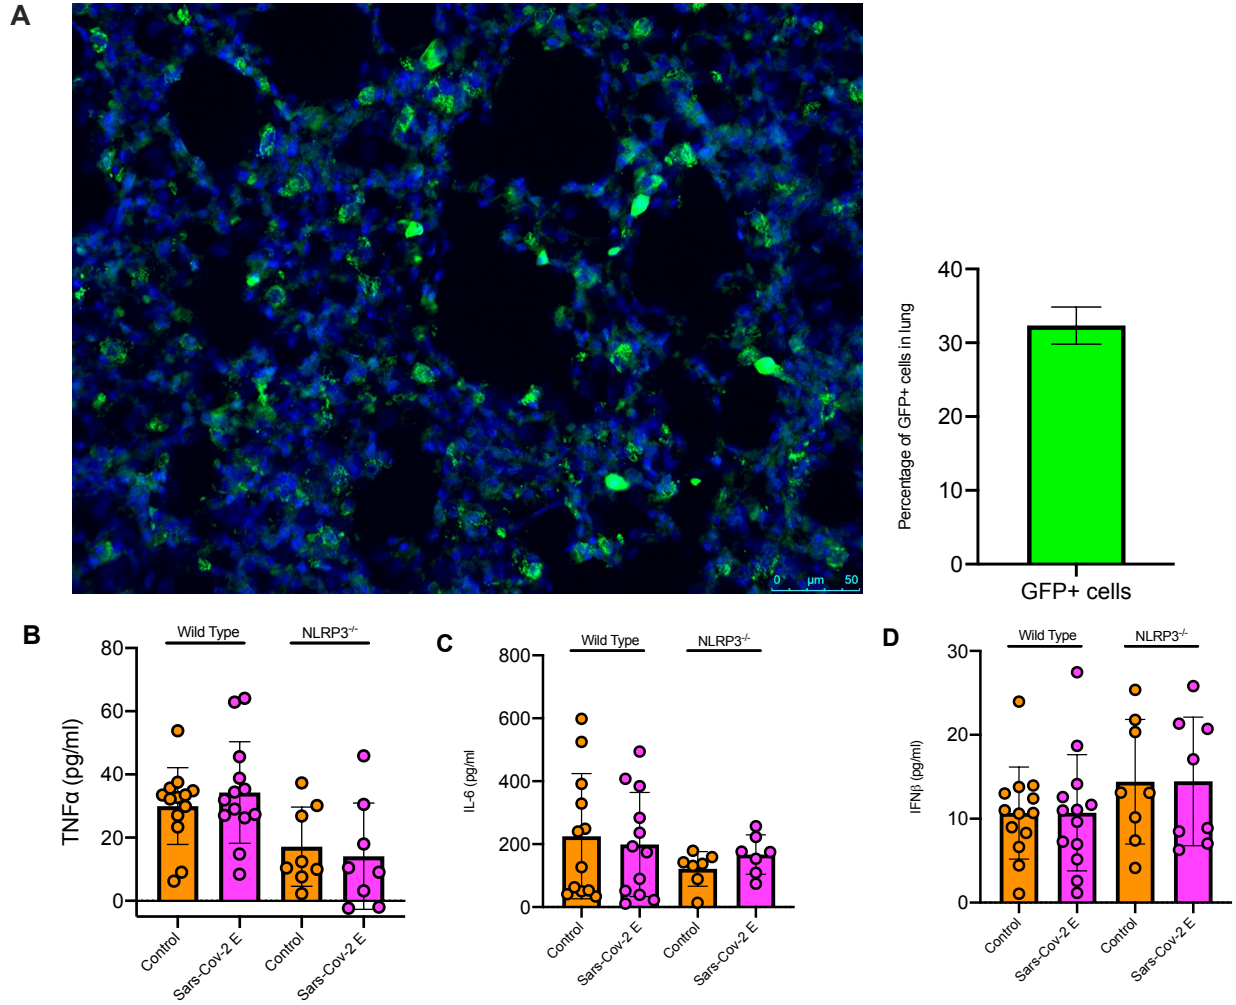 A
0 μm 50
40
30
20
10
0
Percentage of GFP+ cells in lung
GFP+ cells
B
Wild Type
NLRP3-/-
80
60
40
20
0
TNFα (pg/ml)
Control
Sars-Cov-2 E
Control
Sars-Cov-2 E
C
Wild Type
NLRP3-/-
800
600
400
200
0
IL-6 (pg/ml
Control
Sars-Cov-2 E
Control
Sars-Cov-2 E
D
Wild Type
NLRP3-/-
30
20
10
0
IFNβ (pg/ml)
Control
Sars-Cov-2 E
Control
Sars-Cov-2 E